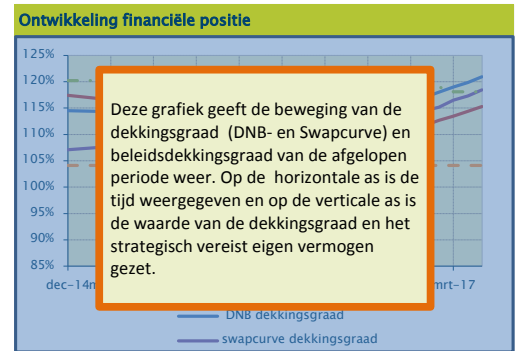 Ontwikkeling financiële positie
125%
120%
115%
110%
105%
100%
95%
90%
85%
Deze grafiek geeft de beweging van de
dekkingsgraad (DNB- en Swapcurve) en
beleidsdekkingsgraad van de afgelopen
periode weer. Op de horizontale as is de
tijd weergegeven en op de verticale as is
de waarde van de dekkingsgraad en het
strategisch vereist eigen vermogen
gezet.
dec-14 mrt-17
DNB dekkingsgraad
swapcurve dekkingsgraad